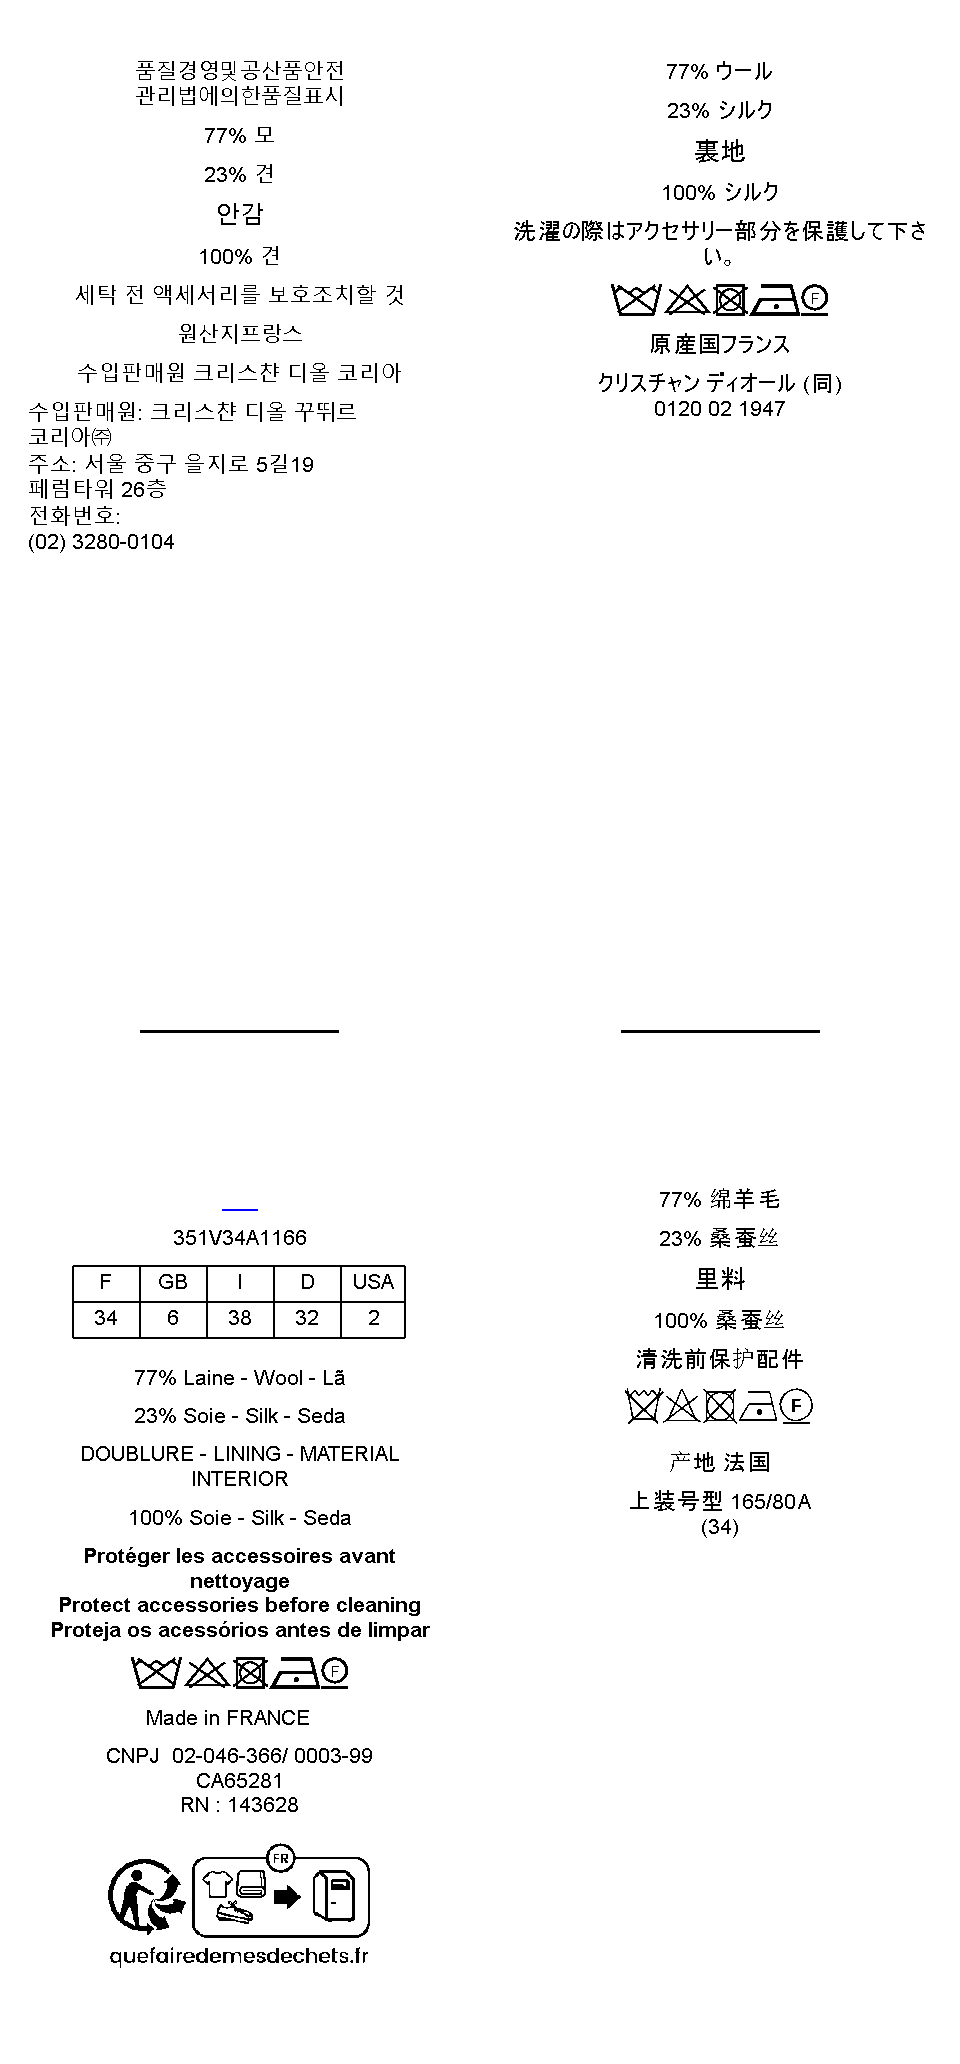 품질경영및공산품안전
관리법에의한품질표시
77% 모
23% 견
안감
100% 견
세탁 전 액세서리를 보호조치할 것
원산지프랑스
수입판매원 크리스챤 디올 코리아
수입판매원: 크리스챤 디올 꾸뛰르
코리아㈜
주소: 서울 중구 을지로 5길19
페럼타워 26층
전화번호:
(02) 3280-0104
77% ウール
23% シルク
裏地
100% シルク
洗濯の際はアクセサリー部分を保護して下さ
い。
F
原産国フランス
クリスチャン ディオール (同)
0120 02 1947
351V34A1166
F GB I D USA
34 6 38 32 2
77% Laine - Wool - Lã
23% Soie - Silk - Seda
DOUBLURE - LINING - MATERIAL
INTERIOR
100% Soie - Silk - Seda
Protéger les accessoires avant
nettoyage
Protect accessories before cleaning
Proteja os acessórios antes de limpar
F
Made in FRANCE
CNPJ 02-046-366/ 0003-99
CA65281
RN : 143628
FR
quefairedemesdechets.fr
77% 绵羊毛
23% 桑蚕丝
里料
100% 桑蚕丝
清洗前保护配件
F
产地 法国
上装号型 165/80A
(34)